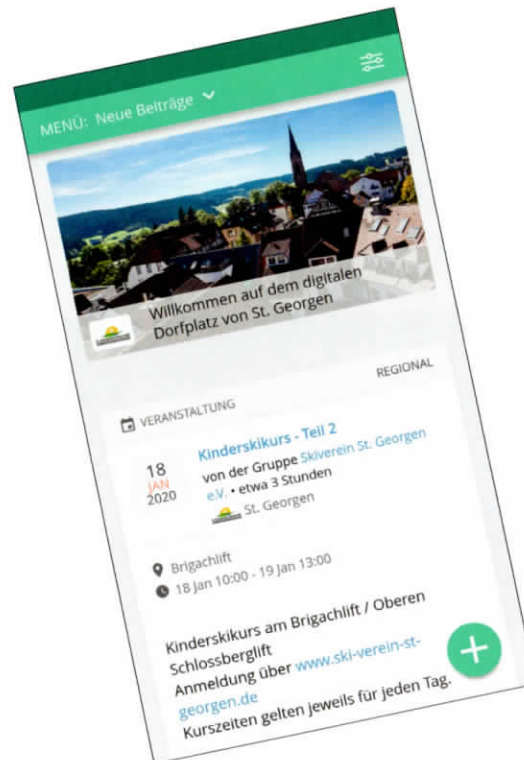 MENÜ: Neue Beiträge
Willkommen auf dem digitalen
Dorfplatz von St. Georgen
VERANSTALTUNG
REGIONAL
18
JAN
2020
Kinderskikurs - Teil 2
von der Gruppe Skiverein St. Georgen
e.V. • etwa 3 Stunden
St. Georgen
Brigachlift
18 Jan 10:00 - 19 Jan 13:00
Kinderskikurs am Brigachlift / Oberen
Schlossberglift
Anmeldung über www.ski-verein-st-
georgen.de
Kurszeiten gelten jeweils für jeden Tag.